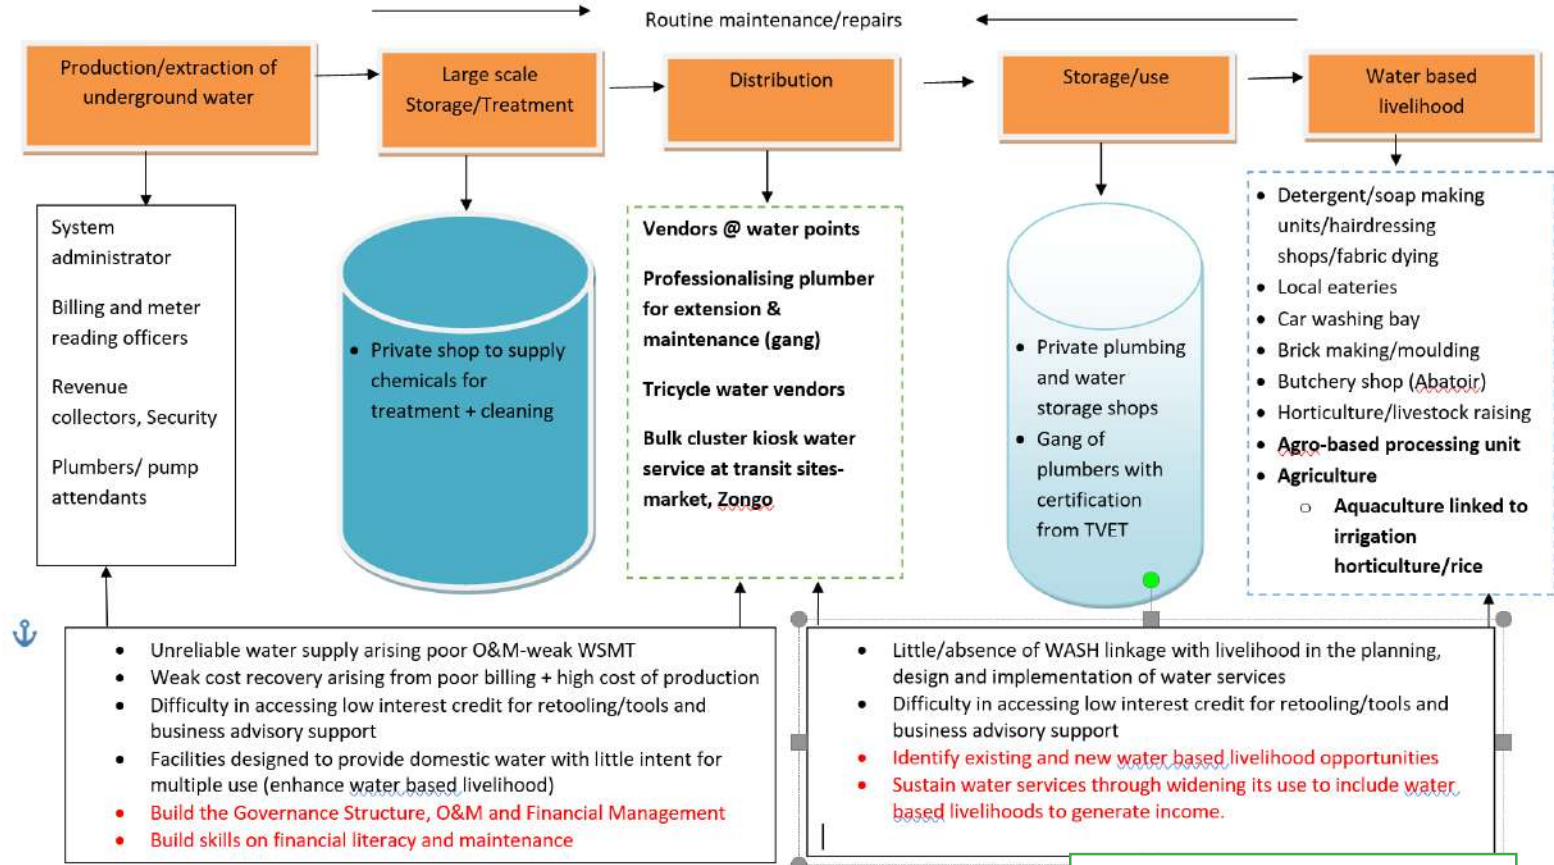 Routine maintenance/repairs
Production/extraction of
underground water
Large scale
Storage/Treatment
Distribution
Storage/use
Water based
livelihood
System
administrator
Billing and meter
reading officers
Revenue
collectors, Security
Plumbers/ pump
attendants
• Private shop to supply
chemicals for
treatment + cleaning
Vendors @ water points
Professionalising plumber
for extension &
maintenance (gang)
Tricycle water vendors
Bulk cluster kiosk water
service at transit sites-
market, Zongo
• Private plumbing
and water
storage shops
• Gang of
plumbers with
certification
from TVET
• Detergent/soap making
units/hairdressing
shops/fabric dying
• Local eateries
• Car washing bay
• Brick making/moulding
• Butchery shop (Abatoir)
• Horticulture/livestock raising
• Agro-based processing unit
• Agriculture
o Aquaculture linked to
irrigation
horticulture/rice
• Unreliable water supply arising poor O&M-weak WSMT
• Weak cost recovery arising from poor billing + high cost of production
• Difficulty in accessing low interest credit for retooling/tools and
business advisory support
• Facilities designed to provide domestic water with little intent for
multiple use (enhance water based livelihood)
• Build the Governance Structure, O&M and Financial Management
• Build skills on financial literacy and maintenance
• Little/absence of WASH linkage with livelihood in the planning,
design and implementation of water services
• Difficulty in accessing low interest credit for retooling/tools and
business advisory support
• Identify existing and new water based livelihood opportunities
• Sustain water services through widening its use to include water
based livelihoods to generate income.